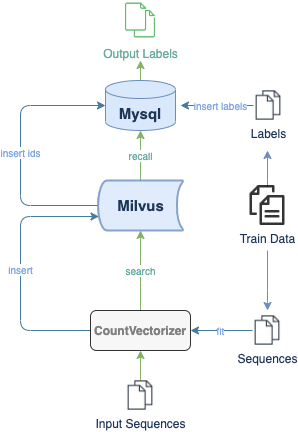 Output Labels
Mysql
insert labels
Labels
insert ids
recall
Milvus
Train Data
insert
search
CountVectorizer
fit
Sequences
Input Sequences